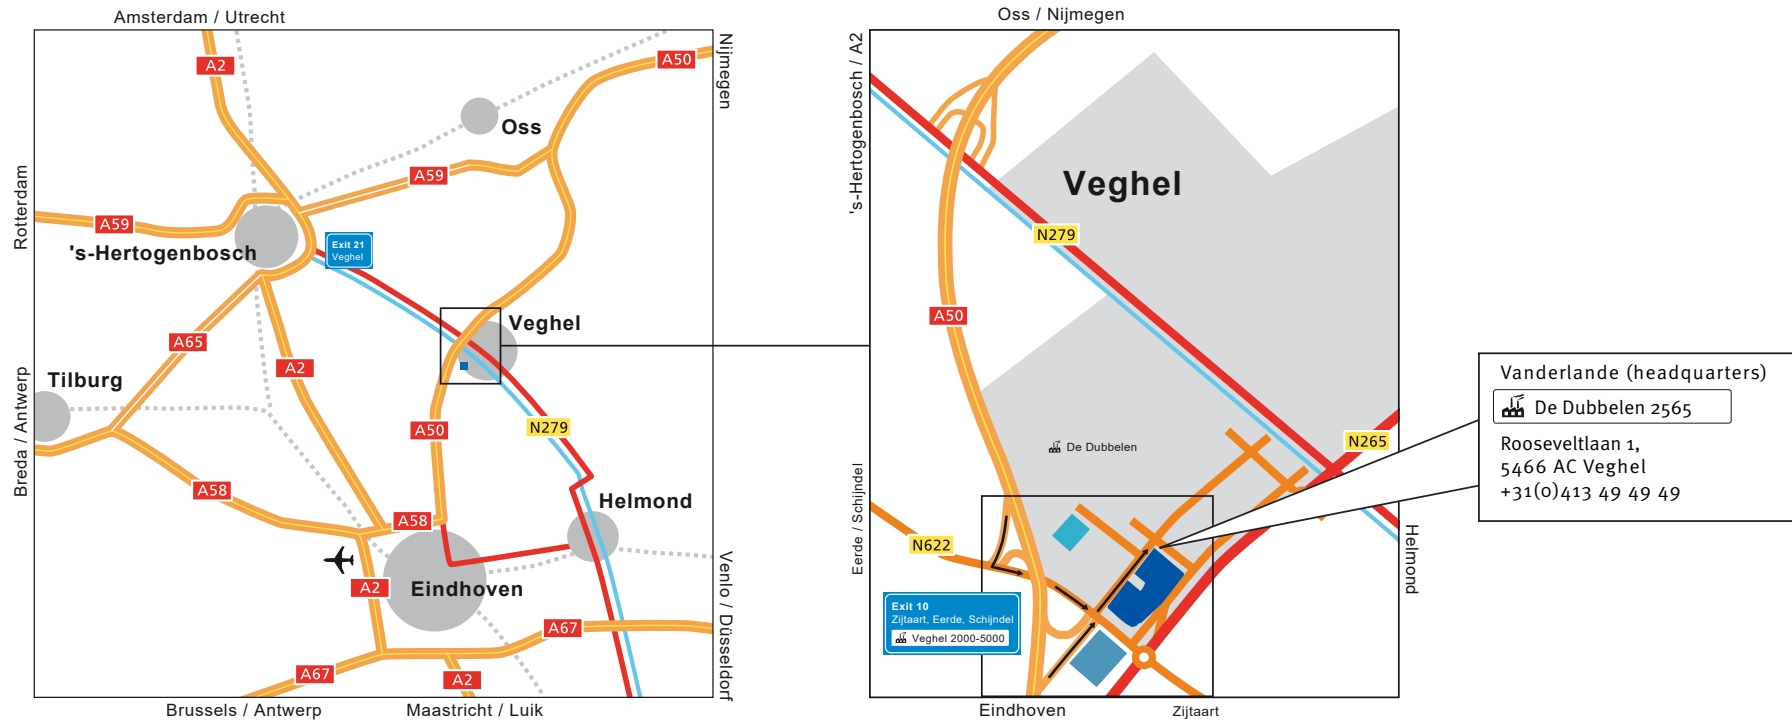 Amsterdam / Utrecht
A2
Nijmegen
A50
Oss
A59
Rotterdam
A59
's-Hertogenbosch
Exit 21
Veghel
Veghel
A65
A2
Tilburg
Breda / Antwerp
A50
N279
A58
A58
Helmond
A2
Eindhoven
Venlo / Düsseldorf
A67
A67
A2
Brussels / Antwerp
Maastricht / Luik
Oss / Nijmegen
's-Hertogenbosch / A2
Veghel
N279
A50
N265
De Dubbelen
Eerde / Schijndel
N622
Helmond
Exit 10
Zijtaart, Eerde, Schijndel
Veghel 2000-5000
Eindhoven
Zijtaart
Vanderlande (headquarters)
De Dubbelen 2565
Rooseveltlaan 1,
5466 AC Veghel
+31(0)413 49 49 49